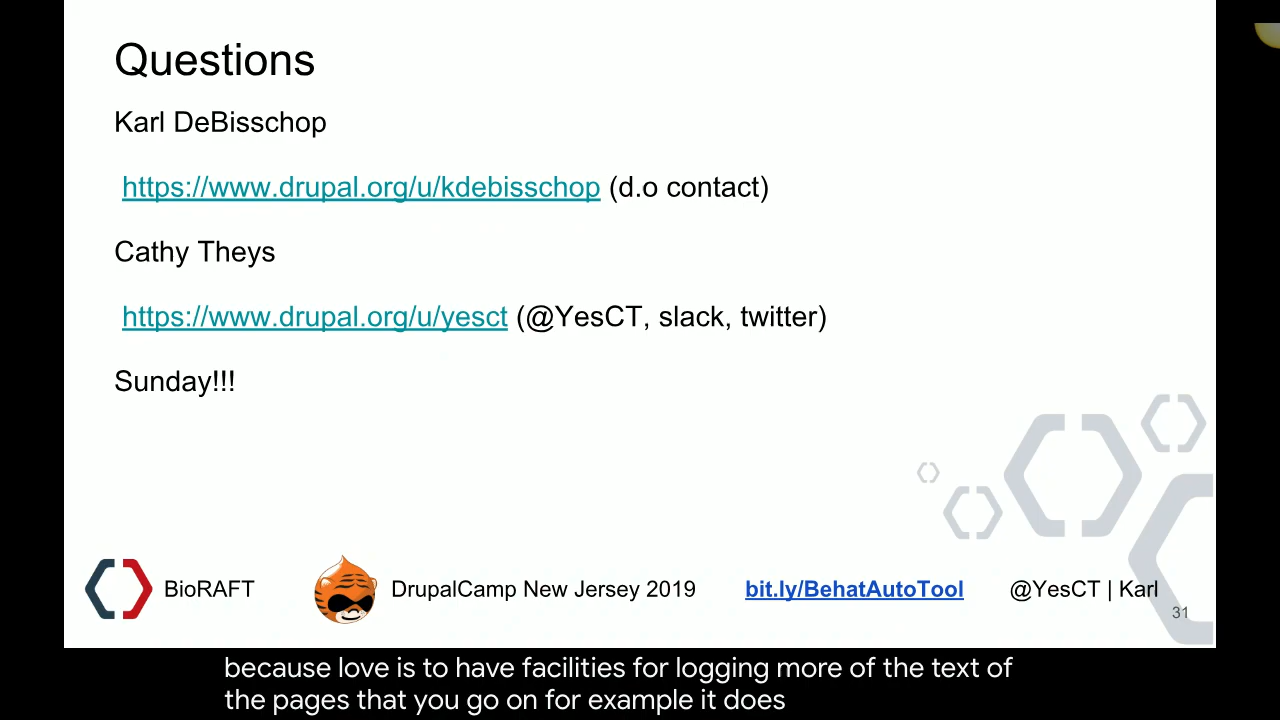 Questions
Karl DeBisschop
https://www.drupal.org/u/kdebisschop (d.o contact)
Cathy Theys
https://www.drupal.org/u/yesct (@YesCT, slack, twitter)
Sunday!!!
BioRAFT DrupalCamp New Jersey 2019 bit.ly/BehatAutoTool @YesCT | Karl
31
because love is to have facilities for logging more of the text of
the pages that you go on for example it does